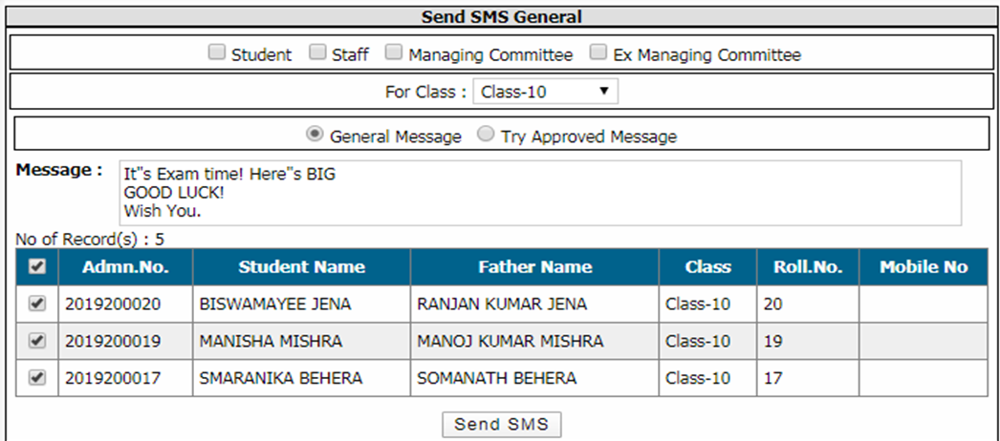 Send SMS General
Student Staff Managing Committee Ex Managing Committee
For Class : Class-10
General Message Try Approved Message
Message :
It"s Exam time! Here"s BIG
GOOD LUCK!
Wish You.
No of Record(s) : 5
Admn.No. Student Name Father Name Class Roll.No. Mobile No
2019200020 BISWAMAYEE JENA RANJAN KUMAR JENA Class-10 20
2019200019 MANISHA MISHRA MANOJ KUMAR MISHRA Class-10 19
2019200017 SMARANIKA BEHERA SOMANATH BEHERA Class-10 17
Send SMS